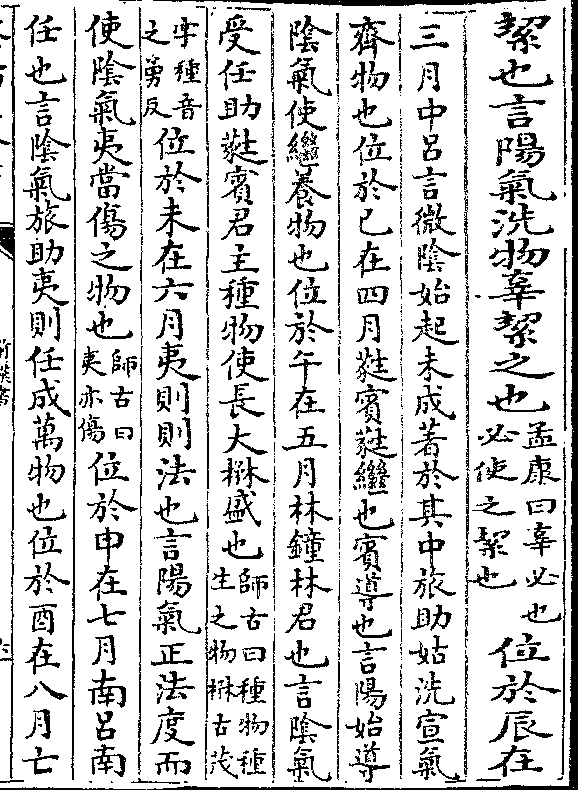 絜也言陽氣洗物辜絜之也孟康曰辜必也必使之絜也位於辰在
三月中呂言微陰始起未成著於其中旅助姑洗宣氣
齊物也位於巳在四月蕤賓蕤繼也賓導也言陽始導
陰氣使繼養物也位於午在五月林鐘林君也言陰氣
受任助蕤賓君主種物使長大楙盛也師古曰種物種生之物楙古茂
字種音之勇反位於未在六月夷則則法也言陽氣正法度而
使陰氣夷當傷之物也師古曰夷亦傷位於申在七月南呂南
任也言陰氣旅助夷則任成萬物也位於酉在八月亡